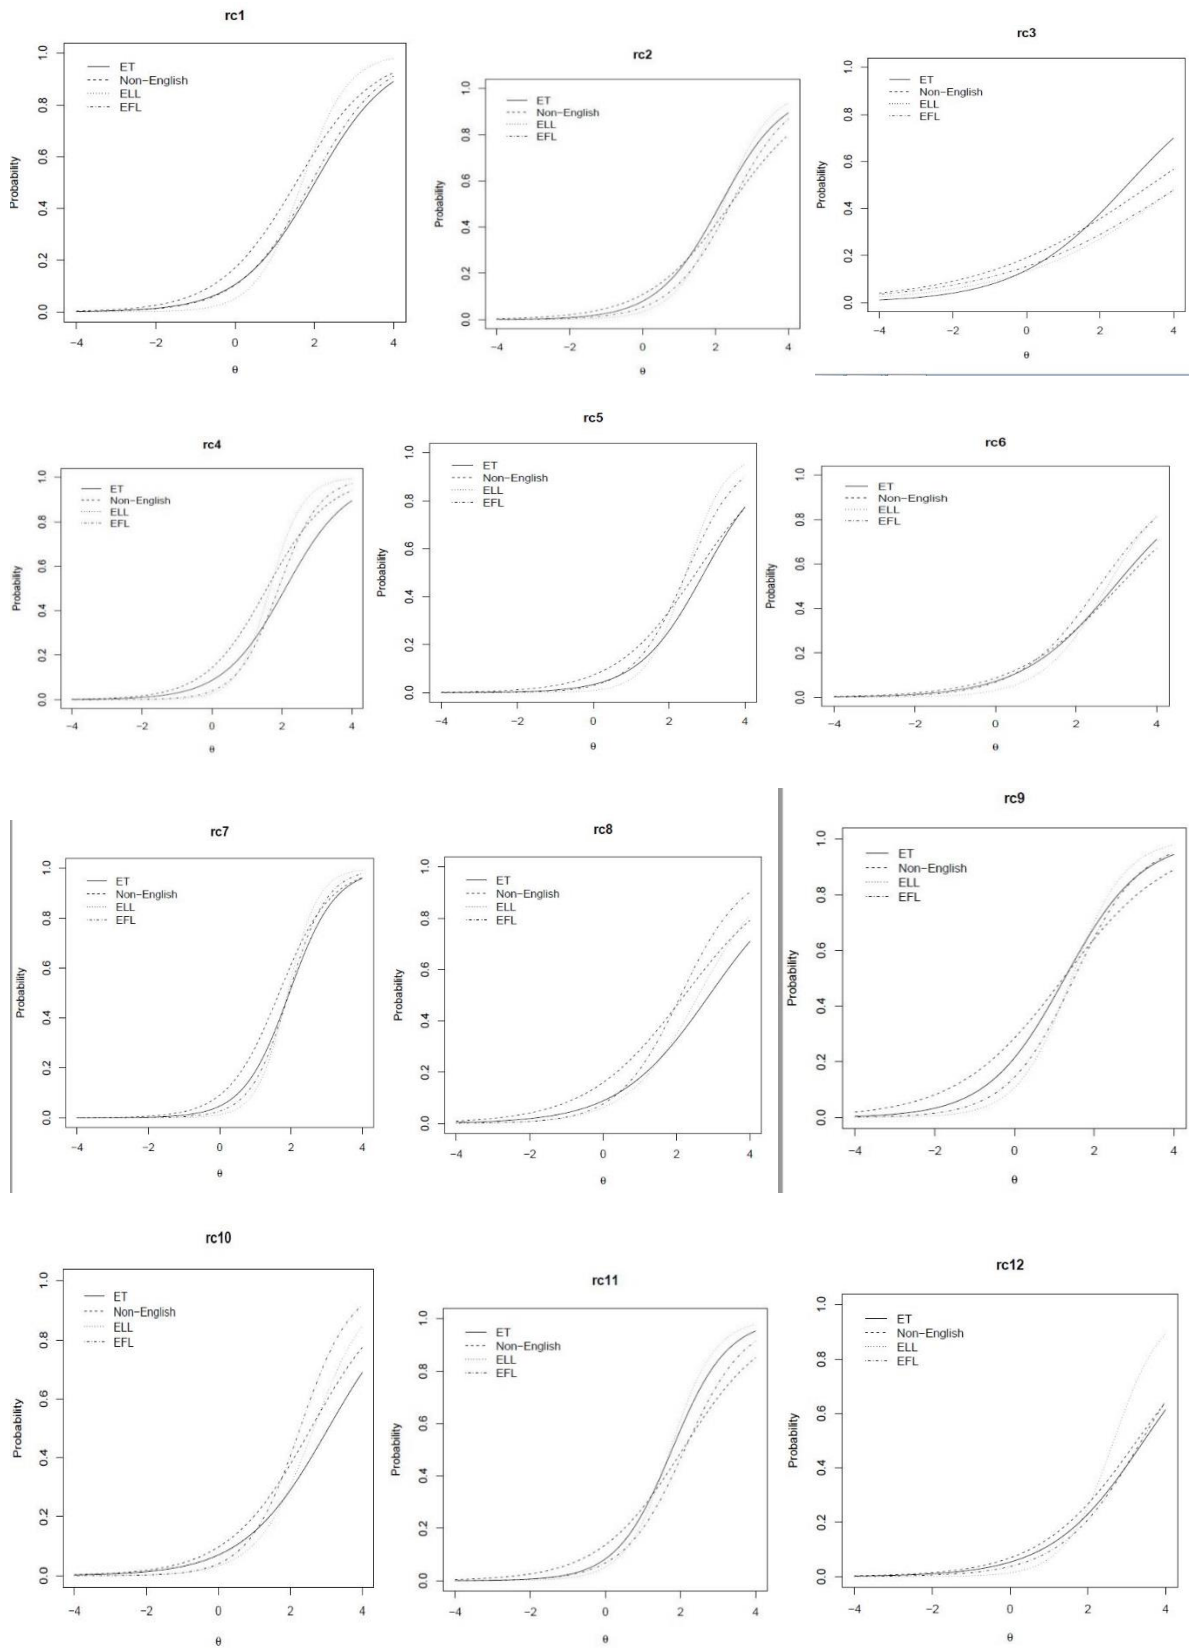 rc1
ET
Non-English
ELL
EFL
Probability
1.0
0.8
0.6
0.4
0.2
0.0
−4 −2 0 2 4
θ
rc2
ET
Non-English
ELL
EFL
Probability
1.0
0.8
0.6
0.4
0.2
0.0
−4 −2 0 2 4
θ
rc3
ET
Non-English
ELL
EFL
Probability
1.0
0.8
0.6
0.4
0.2
0.0
−4 −2 0 2 4
θ
rc4
ET
Non-English
ELL
EFL
Probability
1.0
0.8
0.6
0.4
0.2
0.0
−4 −2 0 2 4
θ
rc5
ET
Non-English
ELL
EFL
Probability
1.0
0.8
0.6
0.4
0.2
0.0
−4 −2 0 2 4
θ
rc6
ET
Non-English
ELL
EFL
Probability
1.0
0.8
0.6
0.4
0.2
0.0
−4 −2 0 2 4
θ
rc7
ET
Non-English
ELL
EFL
Probability
1.0
0.8
0.6
0.4
0.2
0.0
−4 −2 0 2 4
θ
rc8
ET
Non-English
ELL
EFL
Probability
1.0
0.8
0.6
0.4
0.2
0.0
−4 −2 0 2 4
θ
rc9
ET
Non-English
ELL
EFL
Probability
1.0
0.8
0.6
0.4
0.2
0.0
−4 −2 0 2 4
θ
rc10
ET
Non-English
ELL
EFL
Probability
1.0
0.8
0.6
0.4
0.2
0.0
−4 −2 0 2 4
θ
rc11
ET
Non-English
ELL
EFL
Probability
1.0
0.8
0.6
0.4
0.2
0.0
−4 −2 0 2 4
θ
rc12
ET
Non-English
ELL
EFL
Probability
1.0
0.8
0.6
0.4
0.2
0.0
−4 −2 0 2 4
θ